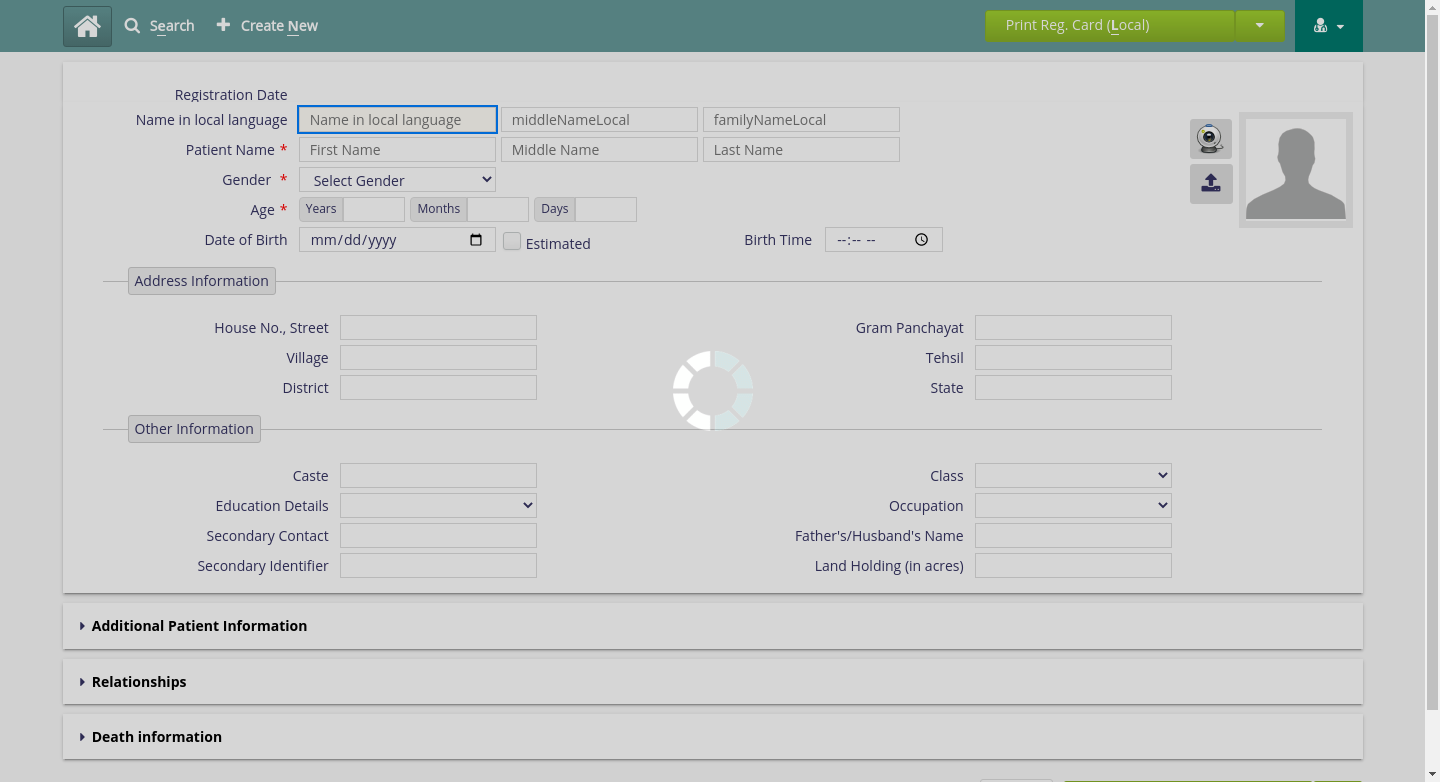 Search
Create New
Print Reg. Card (Local)
Registration Date
Name in local language Name in local language middleNameLocal familyNameLocal
Patient Name * First Name Middle Name Last Name
Gender * Select Gender
Age * Years Months Days
Date of Birth mm/dd/yyyy Estimated Birth Time --:-- --
Address Information
House No., Street Gram Panchayat
Village Tehsil
District State
Other Information
Caste Class
Education Details Occupation
Secondary Contact Father's/Husband's Name
Secondary Identifier Land Holding (in acres)
Additional Patient Information
Relationships
Death information